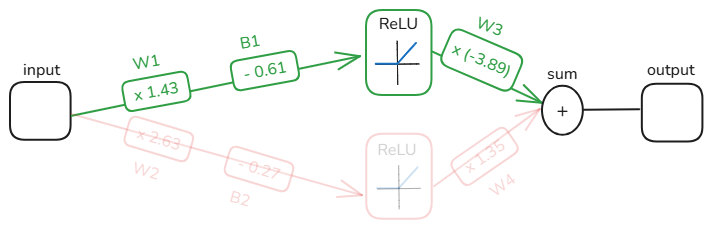 W3
ReLU
B1
x (-3.89)
W1
- 0.61
input
sum
output
x 1.43
+
x 2.63
ReLU
x 1.35
W2
- 0.27
W4
B2